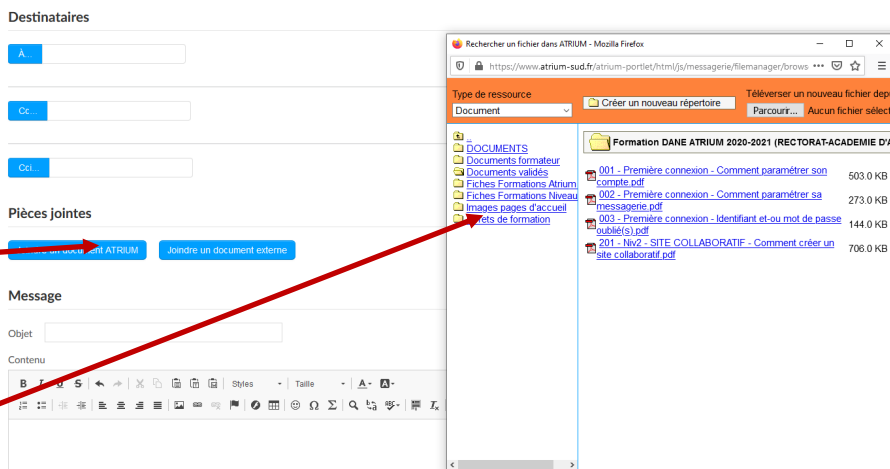 Destinataires
À...
Cc...
Cci...
Pièces jointes
un document ATRIUM
Joindre un document externe
Message
Objet
Contenu
B I U S Styles Taille A A
Ω Σ ABC Ix
Rechercher un fichier dans ATRIUM - Mozilla Firefox
https://www.atrium-sud.fr/atrium-portlet/html/js/messagerie/filemanager/brows
Type de ressource
Document
Créer un nouveau répertoire
Téléverser un nouveau fichier dep
Parcourir... Aucun fichier sélect
..
DOCUMENTS
Documents formateur
Documents validés
Fiches Formations Atrium
Fiches Formations Niveau
Images pages d'accueil
de formation
Formation DANE ATRIUM 2020-2021 (RECTORAT-ACADEMIE D'A
001 - Première connexion - Comment paramétrer son
compte.pdf
503.0 KB
002 - Première connexion - Comment paramétrer sa
messagerie.pdf
273.0 KB
003 - Première connexion - Identifiant et-ou mot de passe
oublié(s).pdf
144.0 KB
201 - Niv2 - SITE COLLABORATIF - Comment créer un
site collaboratif.pdf
706.0 KB